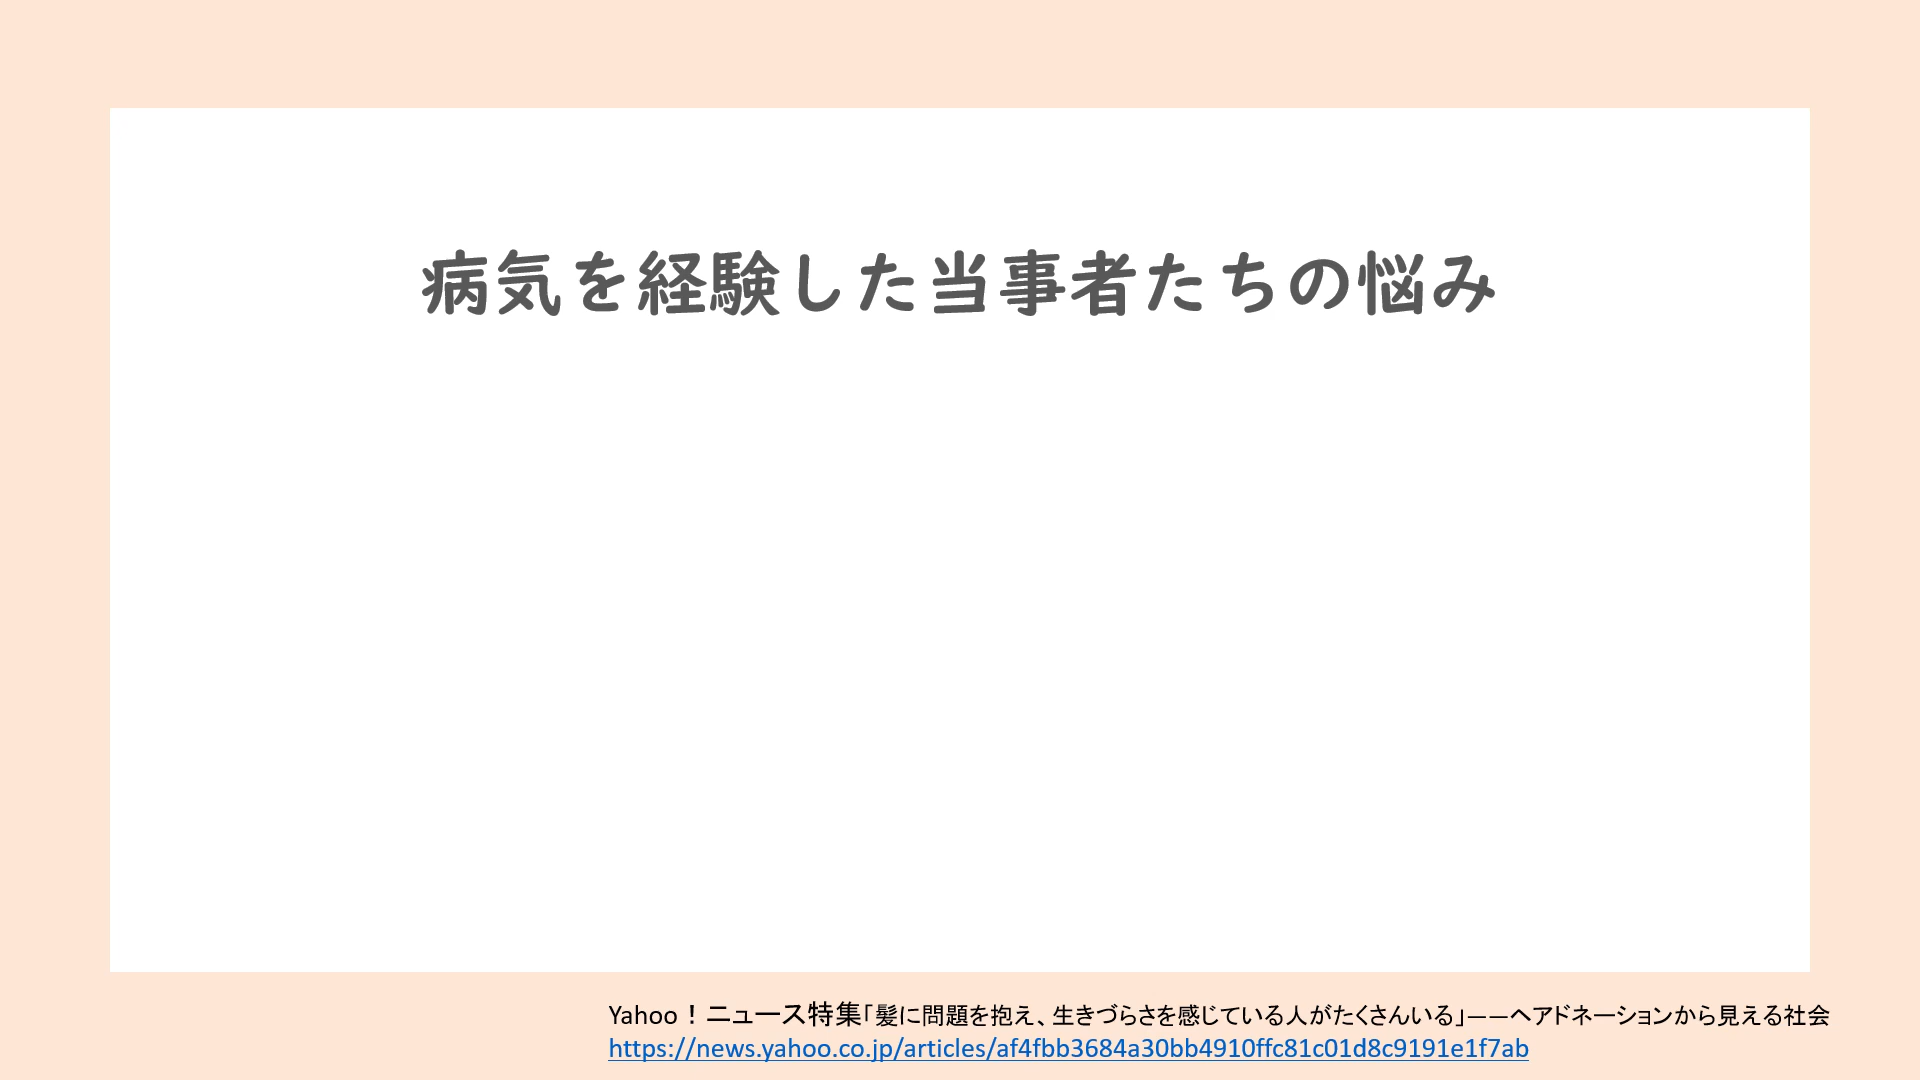 病気を経験した当事者たちの悩み
Yahoo！ニュース特集「髪に問題を抱え、生きづらさを感じている人がたくさんいる」——ヘアドネーションから見える社会
https://news.yahoo.co.jp/articles/af4fbb3684a30bb4910ffc81c01d8c9191e1f7ab